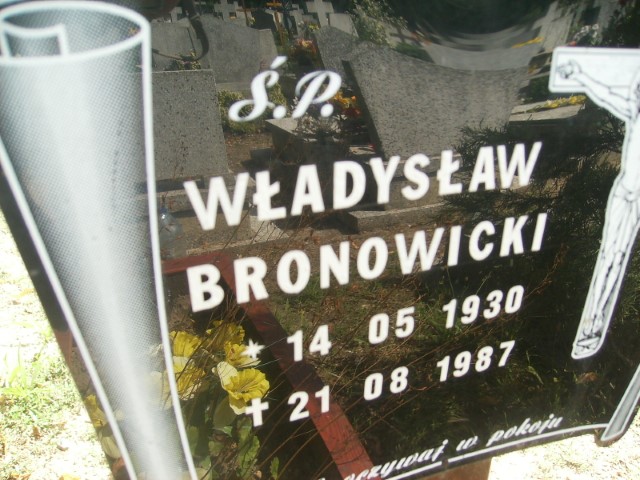 Ś.P.
WŁADYSŁAW
BRONOWICKI
* 14 05 1930
✝ 21 08 1987
w pokoju